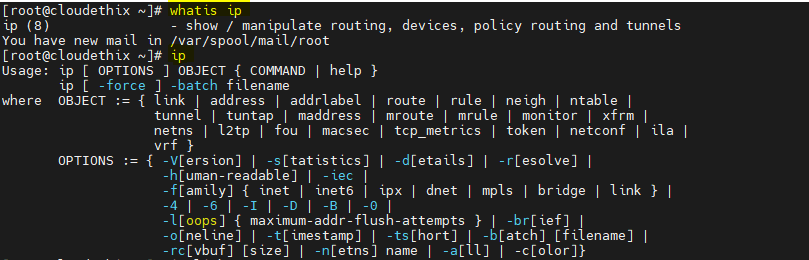 [root@cloudethix ~]# whatis ip
ip (8)               - show / manipulate routing, devices, policy routing and tunnels
You have new mail in /var/spool/mail/root
[root@cloudethix ~]# ip
Usage: ip [ OPTIONS ] OBJECT { COMMAND | help }
       ip [ -force ] -batch filename
where  OBJECT := { link | address | addrlabel | route | rule | neigh | ntable |
                   tunnel | tuntap | maddress | mroute | mrule | monitor | xfrm |
                   netns | l2tp | fou | macsec | tcp_metrics | token | netconf | ila |
                   vrf }
       OPTIONS := { -V[ersion] | -s[tatistics] | -d[etails] | -r[esolve] |
                    -h[uman-readable] | -iec |
                    -f[amily] { inet | inet6 | ipx | dnet | mpls | bridge | link } |
                    -4 | -6 | -I | -D | -B | -0 |
                    -l[oops] { maximum-addr-flush-attempts } | -br[ief] |
                    -o[neline] | -t[imestamp] | -ts[hort] | -b[atch] [filename] |
                    -rc[vbuf] [size] | -n[etns] name | -a[ll] | -c[olor]}